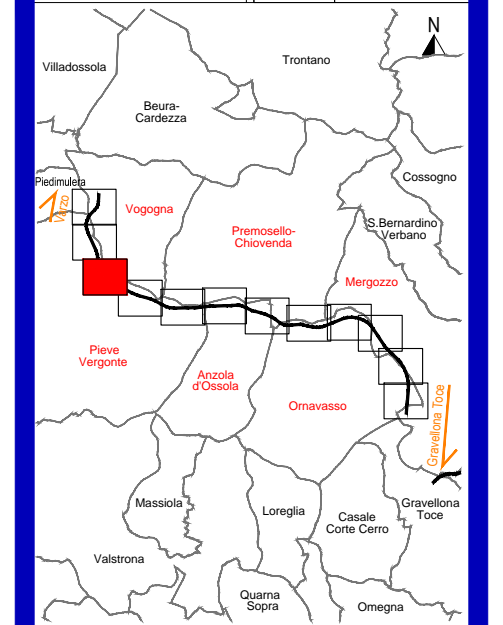 N
Villadossola
Trontano
Beura-
Cardezza
Cossogno
Piedimulera
Varzo
Vogogna
S.Bernardino
Verbano
Premosello-
Chiovenda
Mergozzo
Pieve
Vergonte
Anzola
d'Ossola
Ornavasso
Gravellona Toce
Massiola
Loreglia
Casale
Corte Cerro
Gravellona
Toce
Valstrona
Quarna
Sopra
Omegna